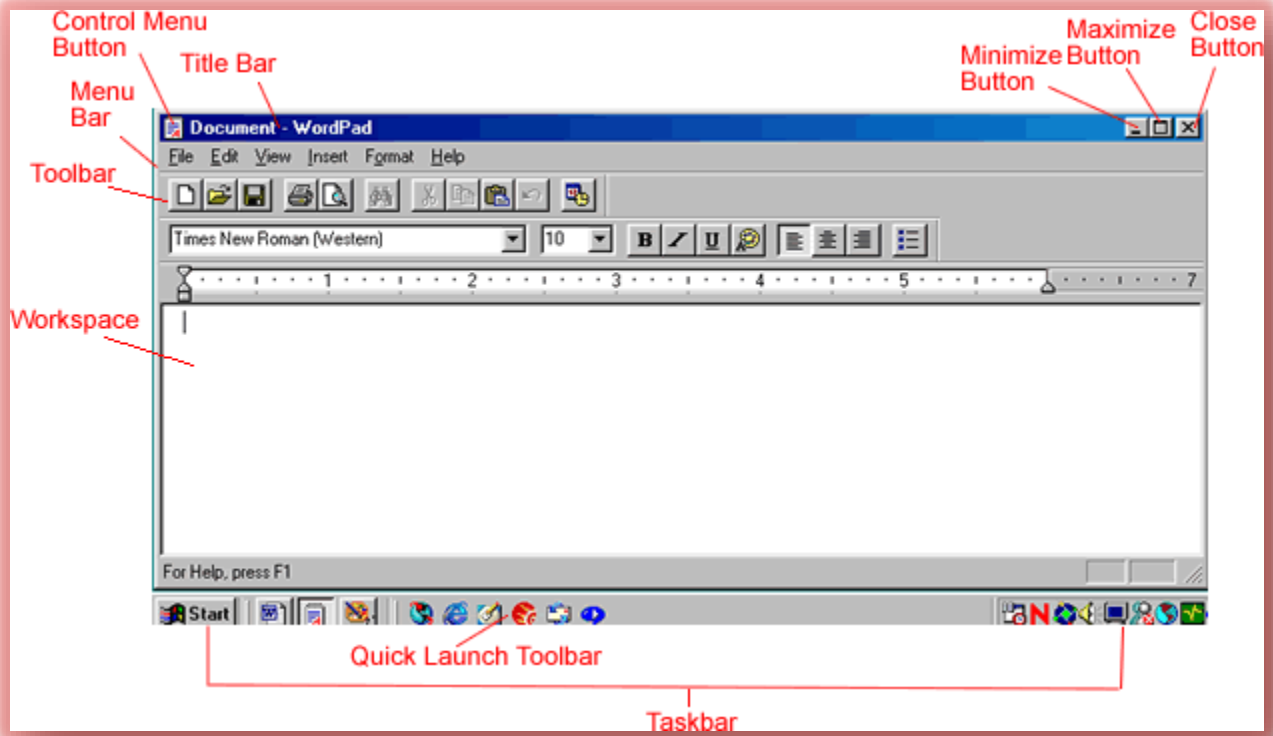 Control Menu
Button
Title Bar
Menu
Bar
Toolbar
Minimize
Button
Maximize
Button
Close
Button
Document - WordPad
File Edit View Insert Format Help
Times New Roman (Western) 10 B I U
1 2 3 4 5 7
Workspace
For Help, press F1
Start
N
Quick Launch Toolbar
Taskbar